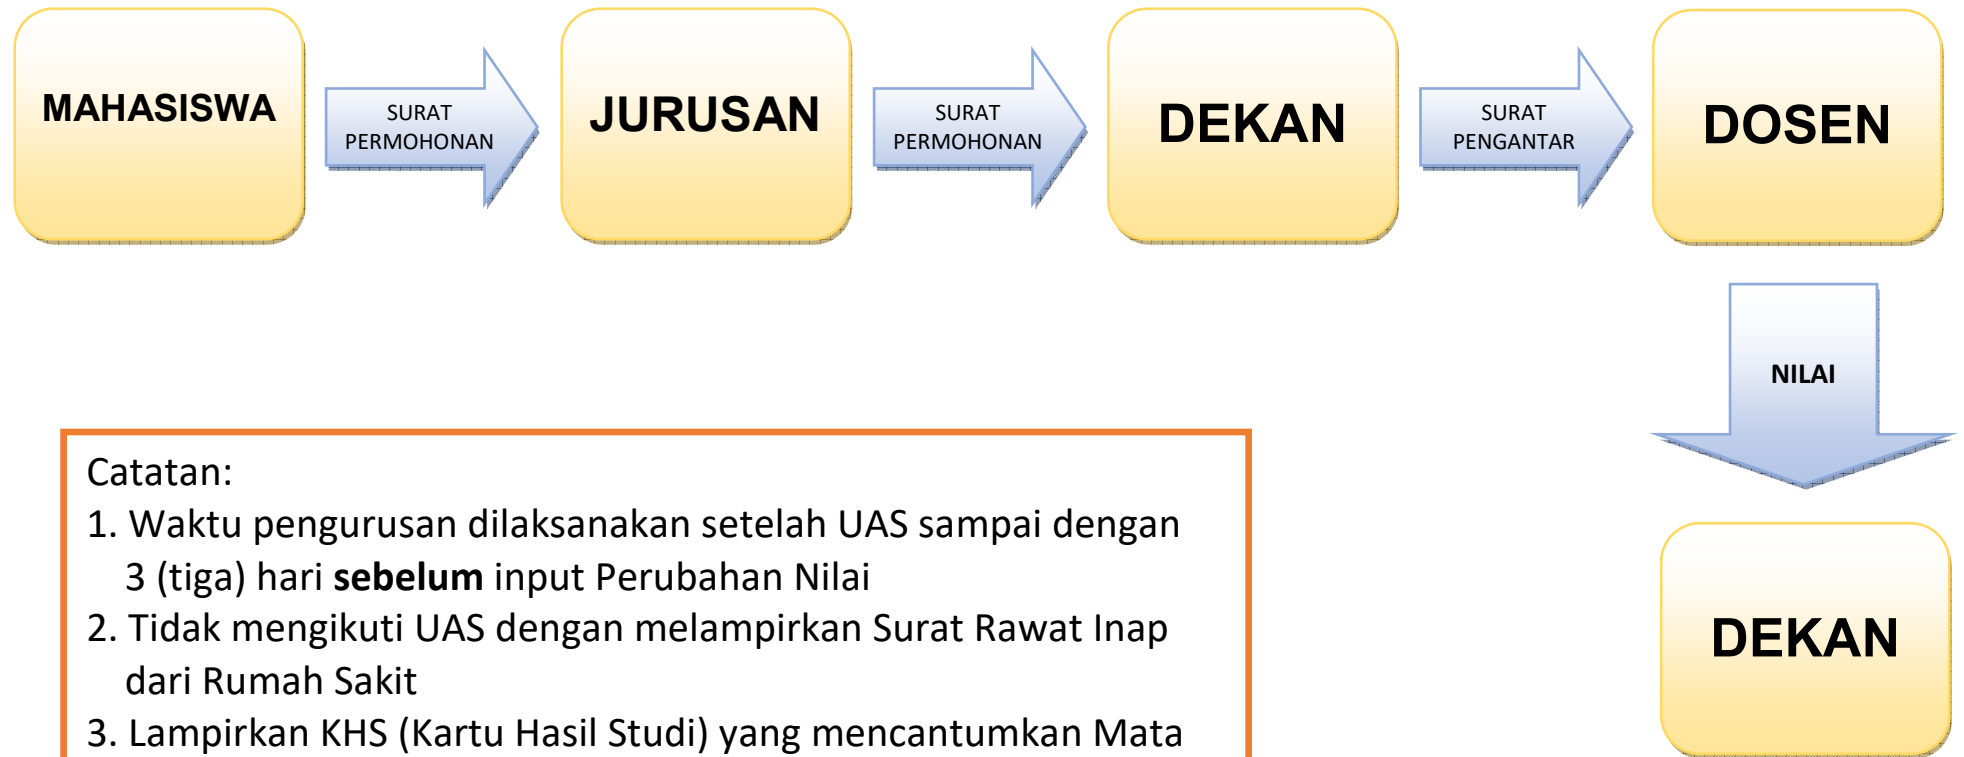 MAHASISWA
SURAT
PERMOHONAN
JURUSAN
SURAT
PERMOHONAN
DEKAN
SURAT
PENGANTAR
DOSEN
NILAI
DEKAN
Catatan:
1. Waktu pengurusan dilaksanakan setelah UAS sampai dengan
3 (tiga) hari sebelum input Perubahan Nilai
2. Tidak mengikuti UAS dengan melampirkan Surat Rawat Inap
dari Rumah Sakit
3. Lampirkan KHS (Kartu Hasil Studi) yang mencantumkan Mata